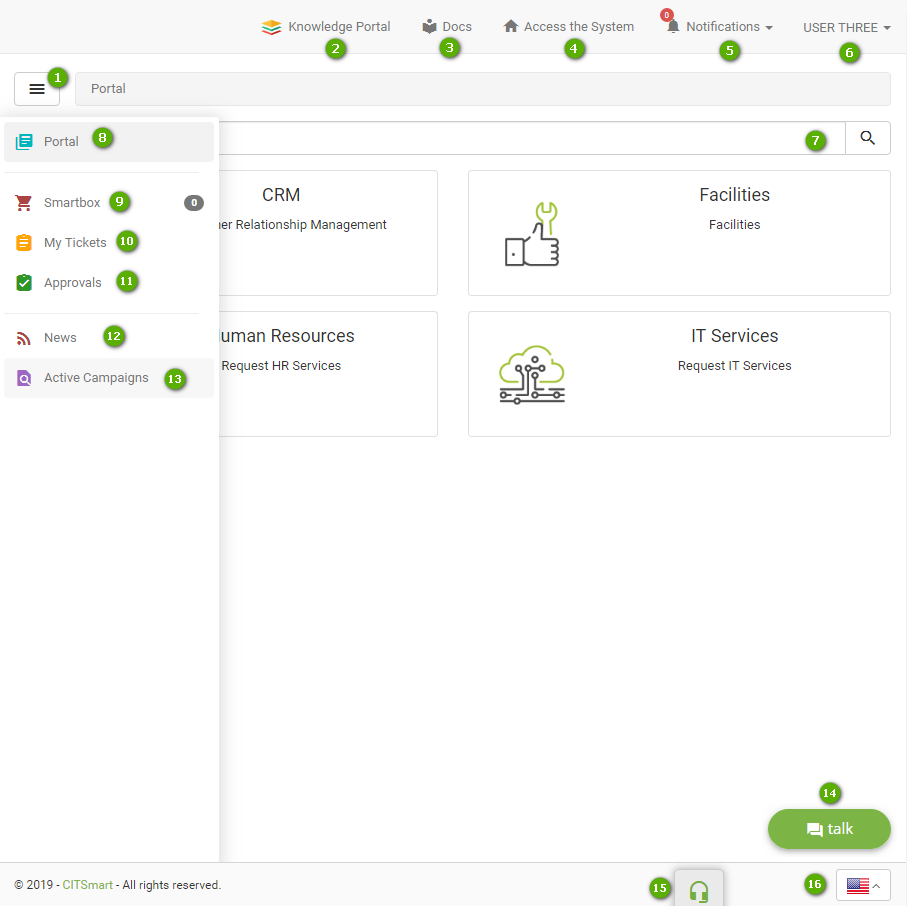 Knowledge Portal
Docs
Access the System
0
Notifications
USER THREE
2
3
4
5
6
1
Portal
Portal
8
7
Smartbox
9
0
My Tickets
10
Approvals
11
News
12
Active Campaigns
13
CRM
er Relationship Management
Facilities
Facilities
uman Resources
Request HR Services
IT Services
Request IT Services
14
talk
© 2019 - CITSmart - All rights reserved.
15
16